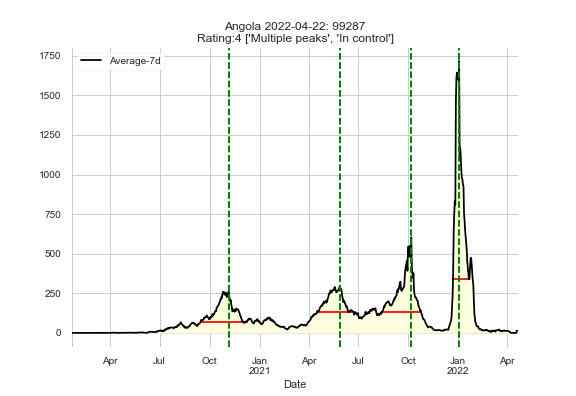 Angola 2022-04-22: 99287
Rating:4 ['Multiple peaks', 'In control']
Average-7d
1750
1500
1250
1000
750
500
250
0
Apr Jul Oct Jan Apr Jul Oct Jan Apr
2021 2022
Date